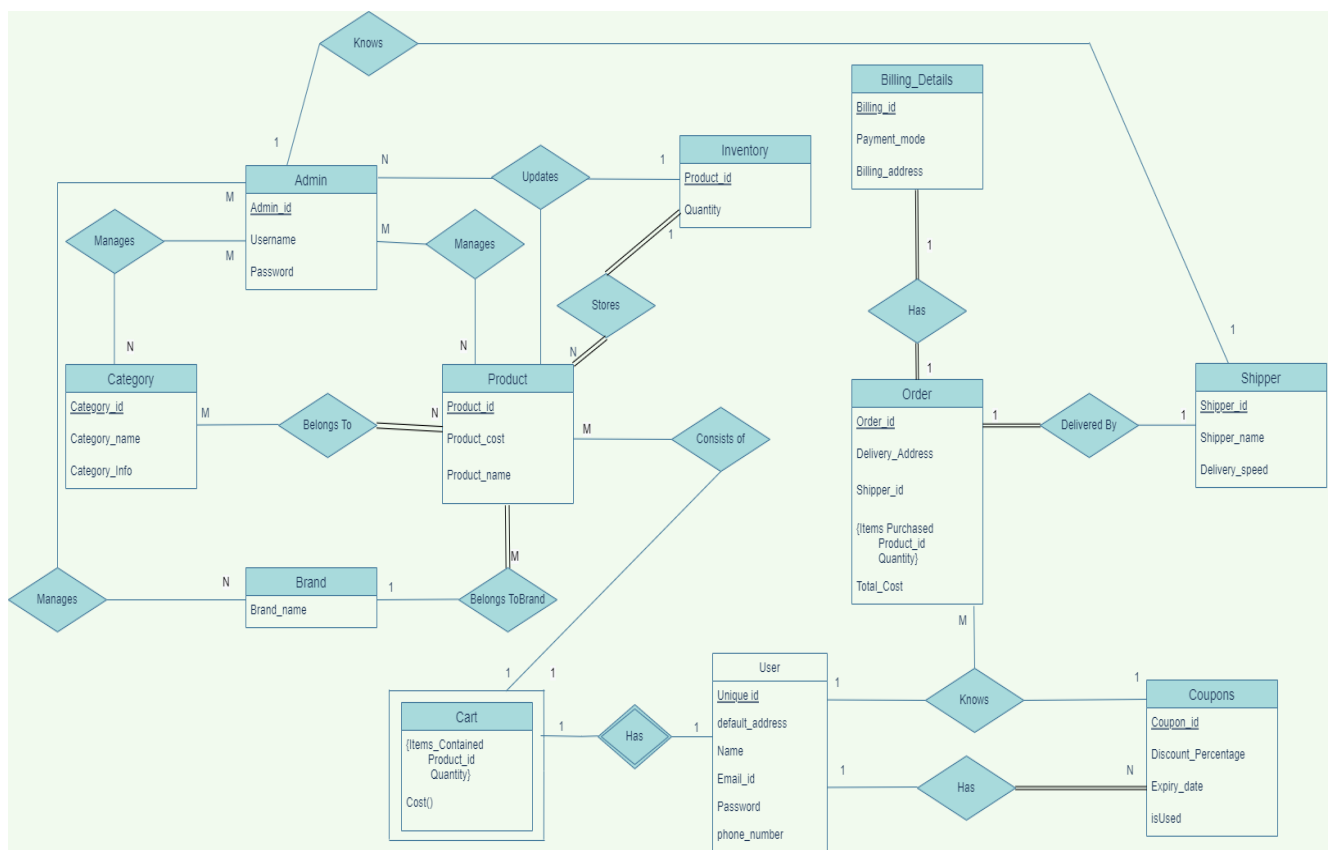 Knows
Billing_Details
Billing_id
Payment_mode
Billing_address
1
1
Admin
Admin_id
Username
Password
M
M
N
M
Updates
1
Inventory
Product_id
Quantity
1
Manages
Manages
Stores
N
N
N
Has
1
1
Category
Category_id
Category_name
Category_Info
M
Belongs To
N
Product
Product_id
Product_cost
Product_name
M
Consists of
Order
Order_id
Delivery_Address
Shipper_id
{Items Purchased
Product_id
Quantity}
Total_Cost
1
Delivered By
1
1
Shipper
Shipper_id
Shipper_name
Delivery_speed
Manages
N
Brand
Brand_name
1
M
Belongs ToBrand
M
1
1
Cart
{Items_Contained
Product_id
Quantity}
Cost()
1
Has
1
User
Unique id
default_address
Name
Email_id
Password
phone_number
1
Knows
1
1
Has
N
Coupons
Coupon_id
Discount_Percentage
Expiry_date
isUsed